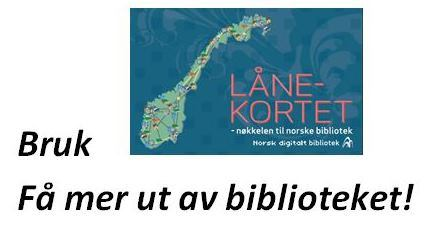 LÅNE-
KORTET
- nøkkelen til norske bibliotek
Norsk digitalt bibliotek
Bruk
Få mer ut av biblioteket!